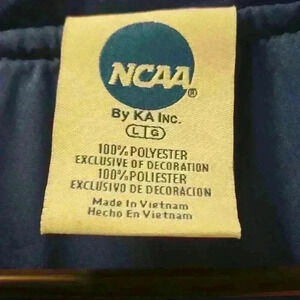 NCAA®
By KA Inc.
L G
100% POLYESTER
EXCLUSIVE OF DECORATION
100% POLIESTER
EXCLUSIVO DE DECORACIÓN
Made in Vietnam
Hecho En Vietnam